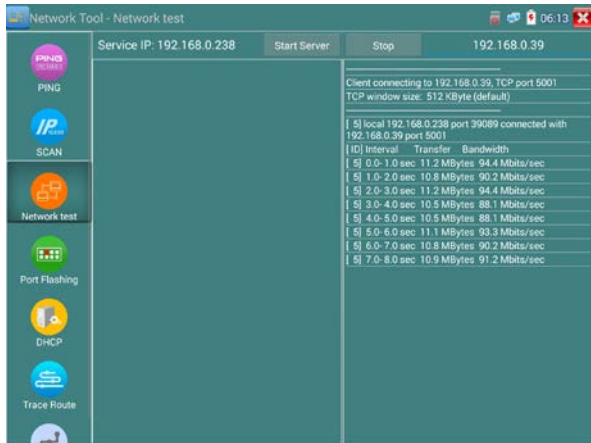 Network Tool - Network test
06:13
Service IP: 192.168.0.238
Start Server
Stop
192.168.0.39
PING
PING
IP
SCAN
Network test
Port Flashing
DHCP
Trace Route
Client connecting to 192.168.0.39, TCP port 5001
TCP window size: 512 KByte (default)
[ 5] local 192.168.0.238 port 39089 connected with
192.168.0.39 port 5001
[ ID] Interval Transfer Bandwidth
[ 5] 0.0- 1.0 sec 11.2 MBytes 94.4 Mbits/sec
[ 5] 1.0- 2.0 sec 10.8 MBytes 90.2 Mbits/sec
[ 5] 2.0- 3.0 sec 11.2 MBytes 94.4 Mbits/sec
[ 5] 3.0- 4.0 sec 10.5 MBytes 88.1 Mbits/sec
[ 5] 4.0- 5.0 sec 10.5 MBytes 88.1 Mbits/sec
[ 5] 5.0- 6.0 sec 11.1 MBytes 93.3 Mbits/sec
[ 5] 6.0- 7.0 sec 10.8 MBytes 90.2 Mbits/sec
[ 5] 7.0- 8.0 sec 10.9 MBytes 91.2 Mbits/sec